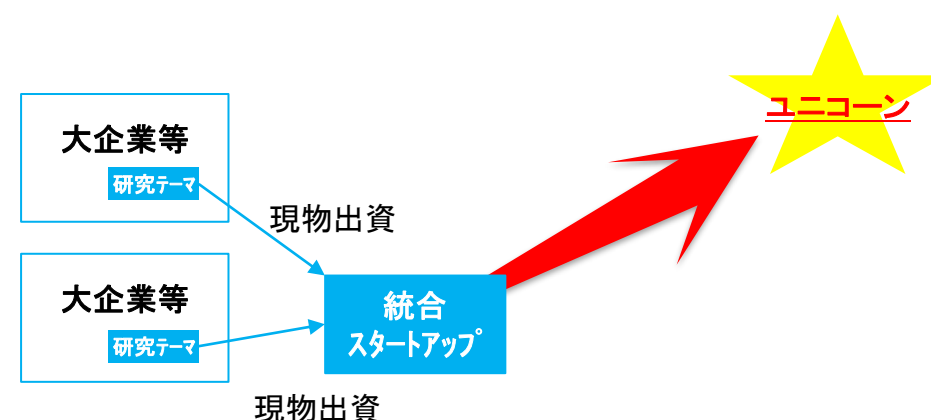 ユニコーン
大企業等
研究テーマ
現物出資
大企業等
研究テーマ
統合
スタートアップ
現物出資